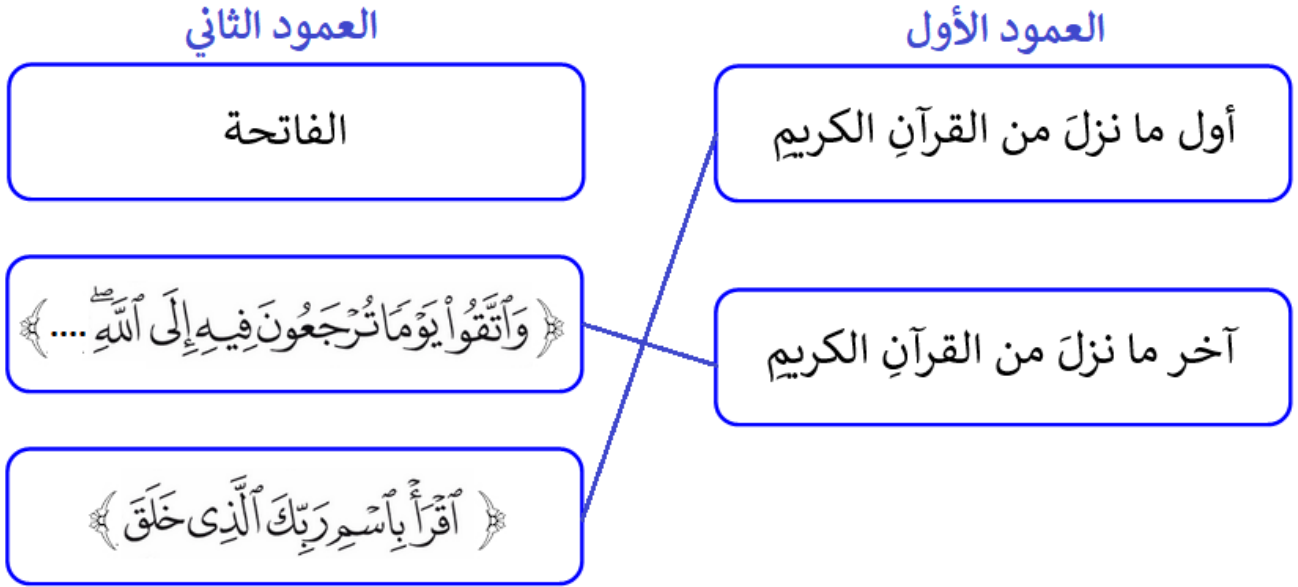 العمود الأول
أول ما نزلَ من القرآنِ الكريمِ
آخر ما نزلَ من القرآنِ الكريمِ
العمود الثاني
الفاتحة
﴿ وَٱتَّقُوا۟ يَوْمًا تُرْجَعُونَ فِيهِ إِلَى ٱللَّهِ ۖ .... ﴾
﴿ ٱقْرَأْ بِٱسْمِ رَبِّكَ ٱلَّذِى خَلَقَ ﴾